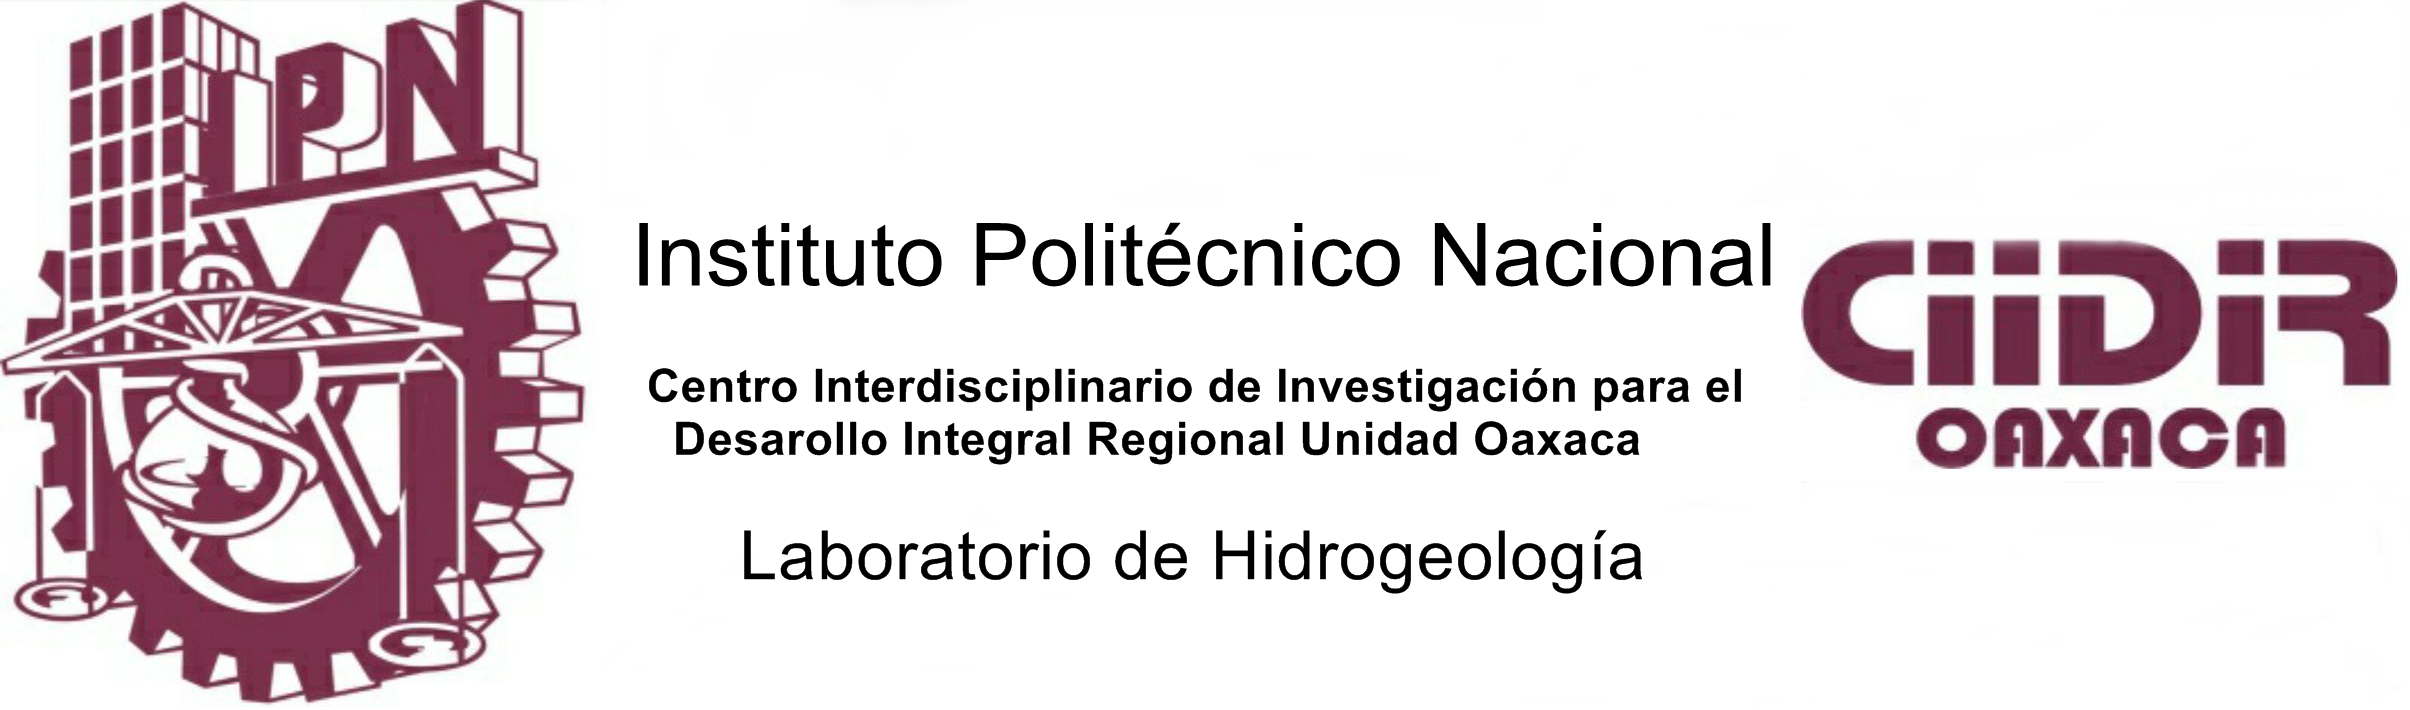 IPN
Instituto Politécnico Nacional
Centro Interdisciplinario de Investigación para el
Desarollo Integral Regional Unidad Oaxaca
Laboratorio de Hidrogeología
CIIDIR
OAXACA